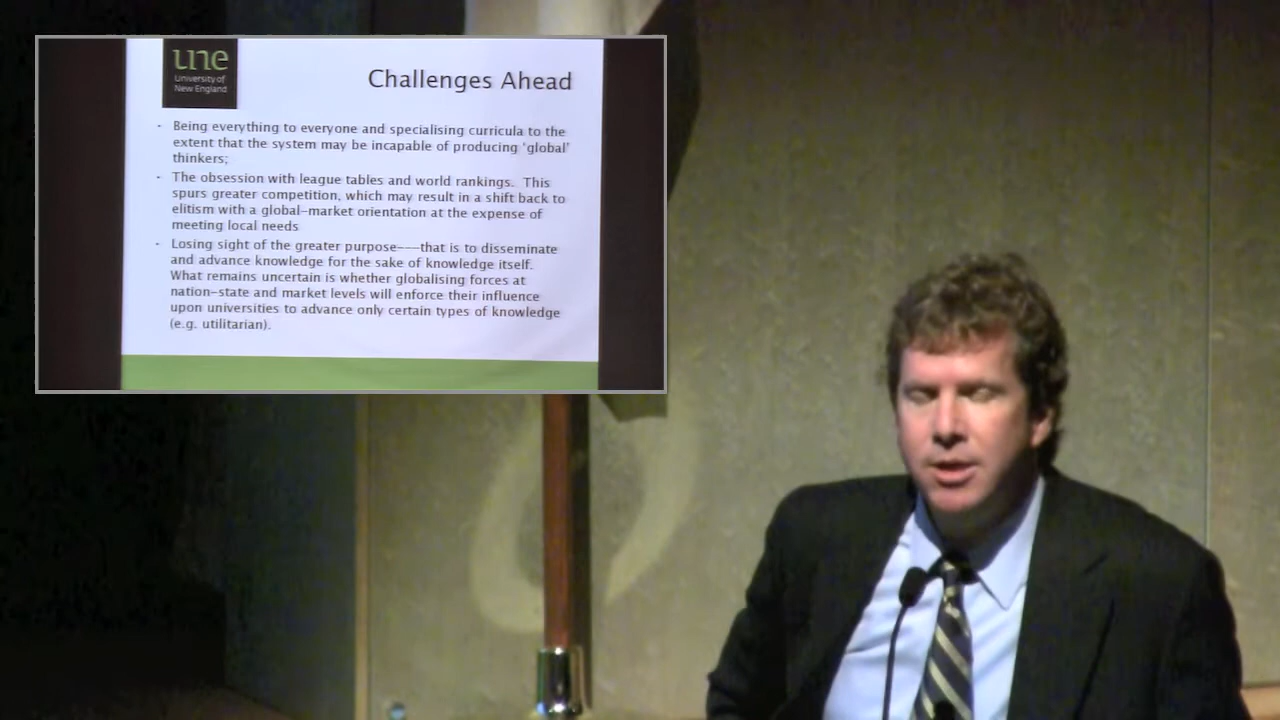 une
University of
New England
Challenges Ahead
- Being everything to everyone and specialising curricula to the
extent that the system may be incapable of producing ‘global’
thinkers;
- The obsession with league tables and world rankings. This
spurs greater competition, which may result in a shift back to
elitism with a global-market orientation at the expense of
meeting local needs
- Losing sight of the greater purpose---that is to disseminate
and advance knowledge for the sake of knowledge itself.
What remains uncertain is whether globalising forces at
nation-state and market levels will enforce their influence
upon universities to advance only certain types of knowledge
(e.g. utilitarian).